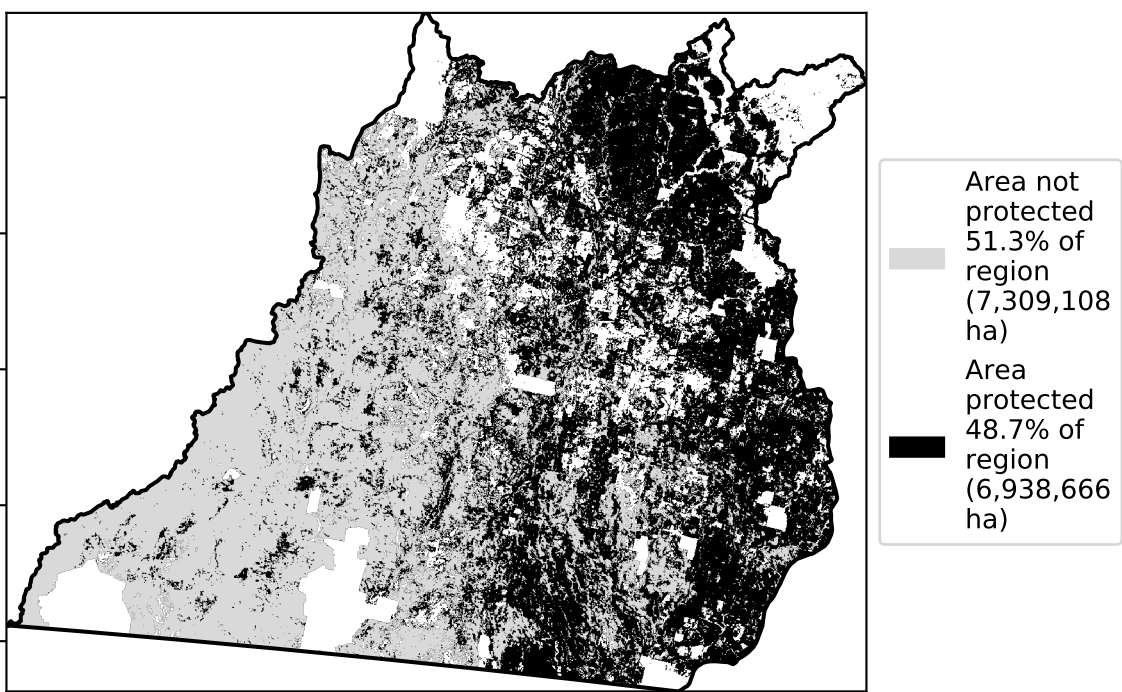 Area not
protected
51.3% of
region
(7,309,108
ha)
Area
protected
48.7% of
region
(6,938,666
ha)